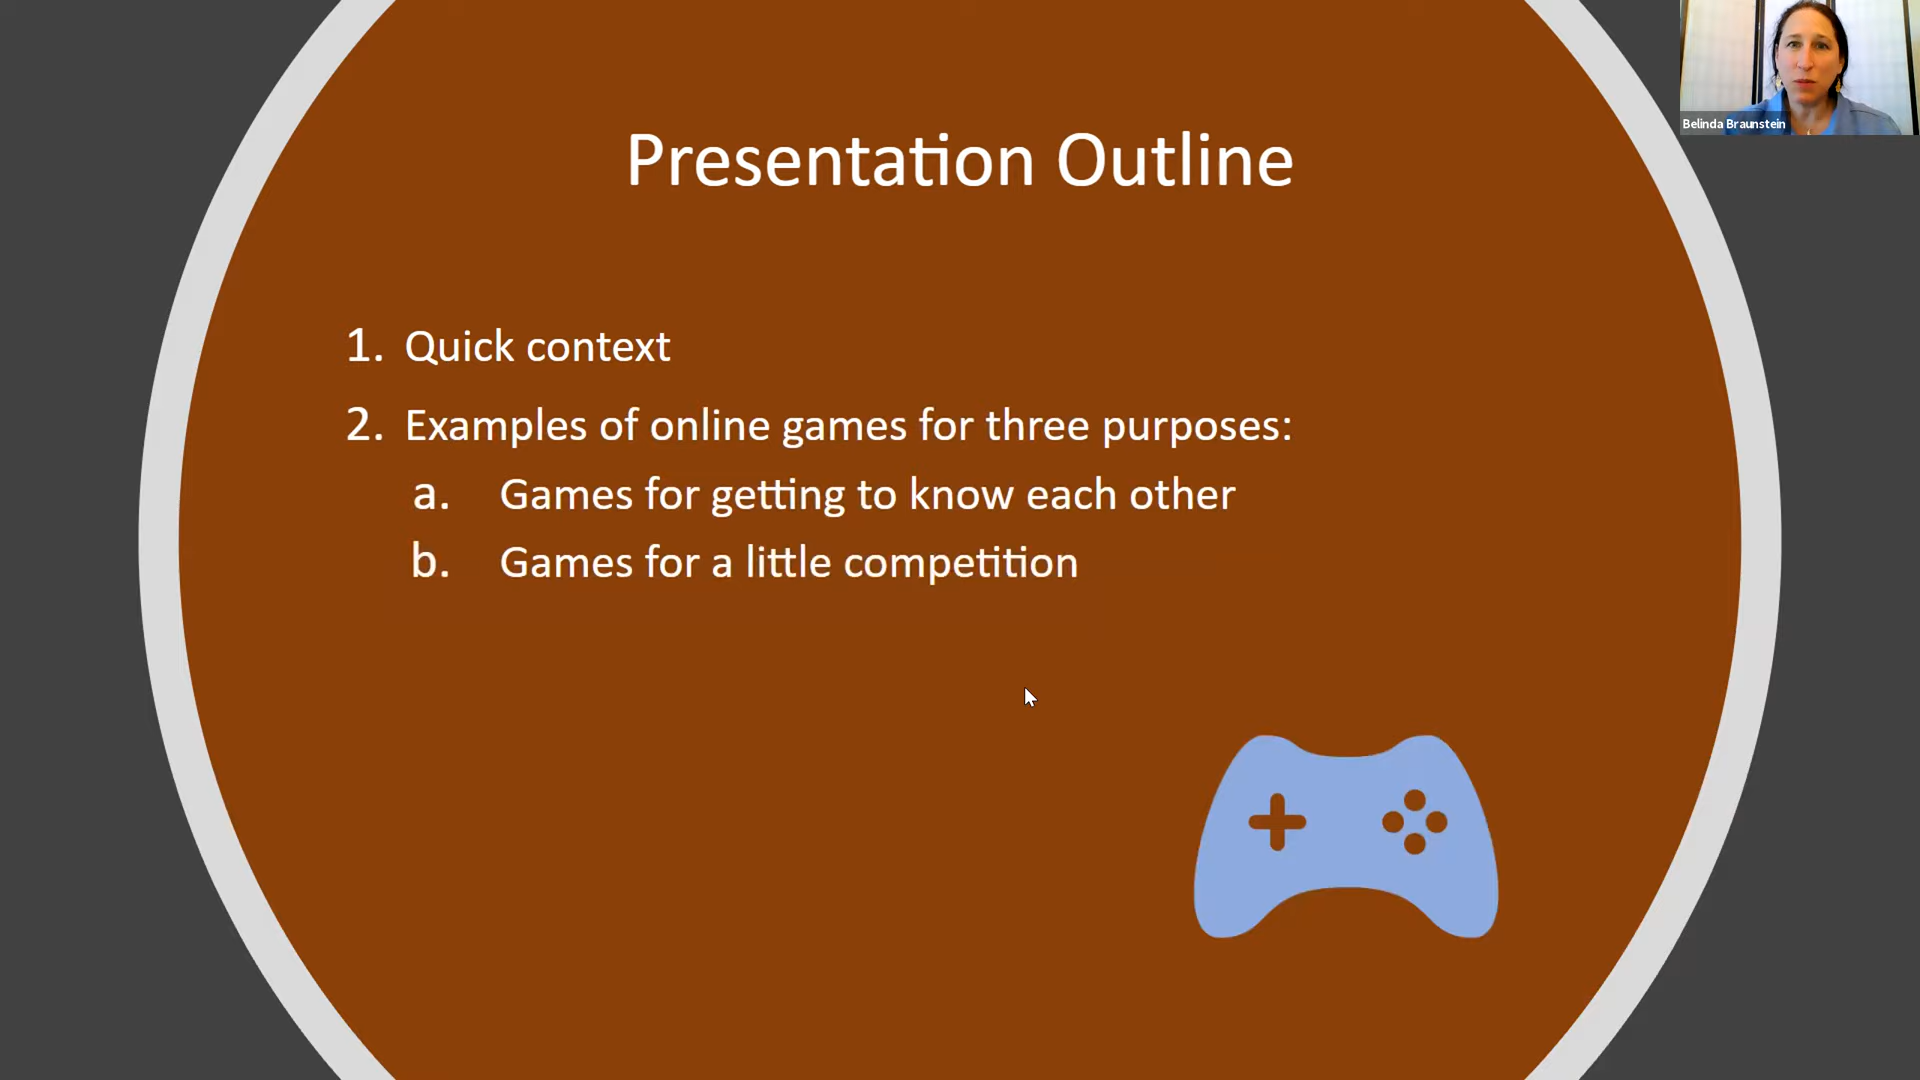 Belinda Braunstein
Presentation Outline
1. Quick context
2. Examples of online games for three purposes:
a. Games for getting to know each other
b. Games for a little competition